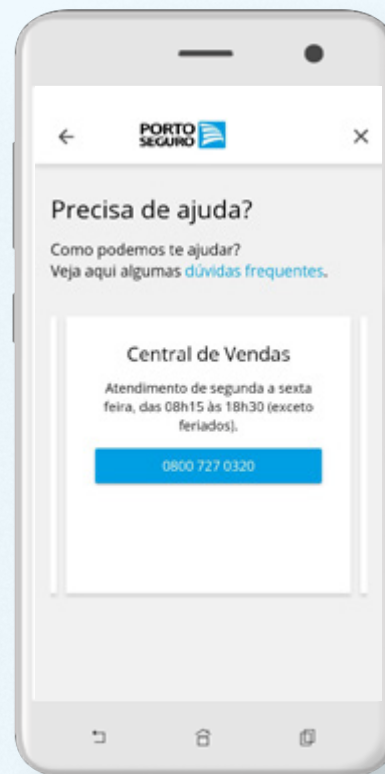 PORTO
SEGURO
Precisa de ajuda?
Como podemos te ajudar?
Veja aqui algumas dúvidas frequentes.
Central de Vendas
Atendimento de segunda a sexta
feira, das 08h15 às 18h30 (exceto
feriados).
0800 727 0320